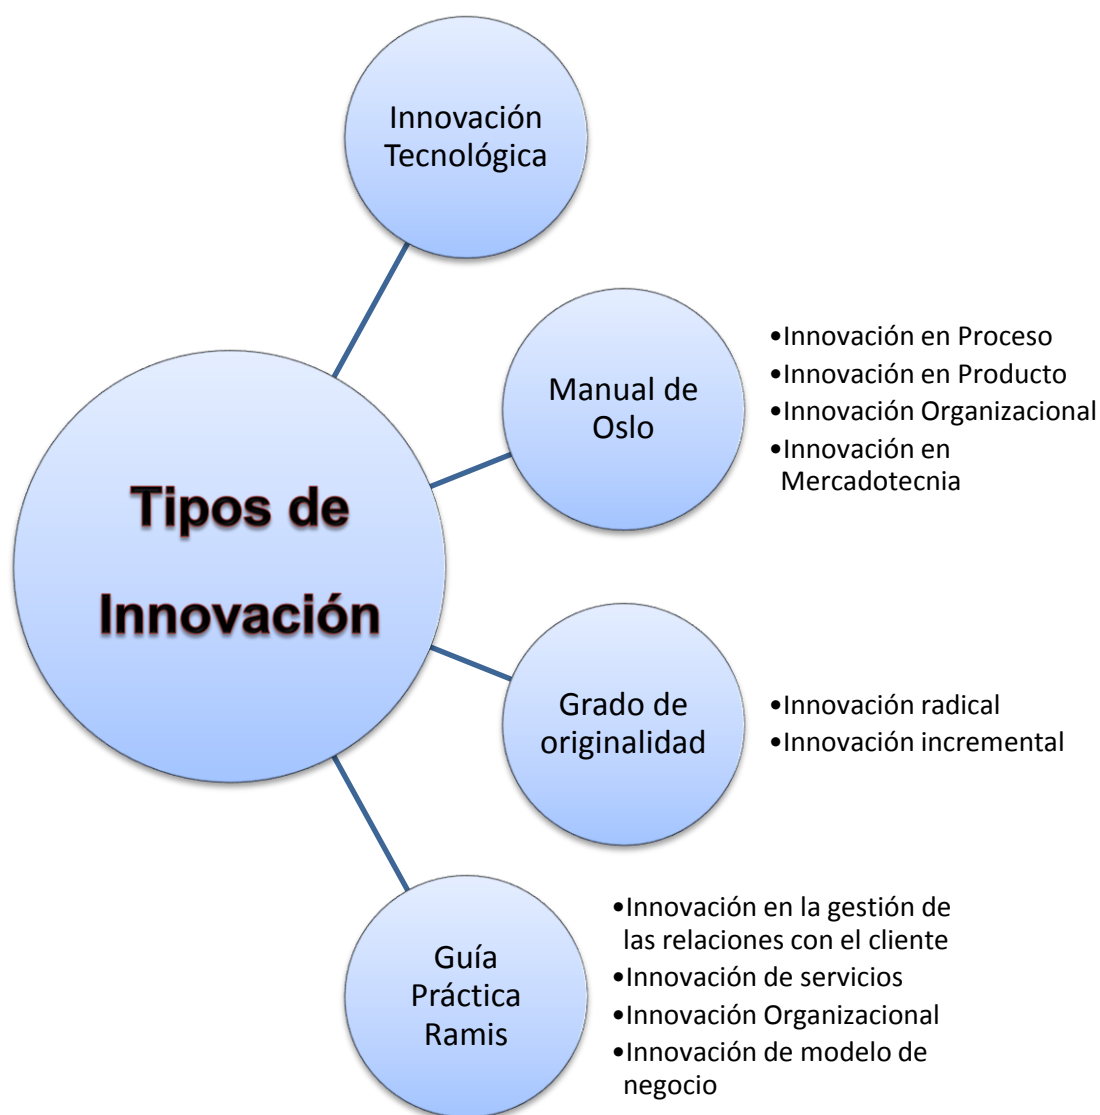 Innovación
Tecnológica
Manual de
Oslo
•Innovación en Proceso
•Innovación en Producto
•Innovación Organizacional
•Innovación en
Mercadotecnia
Tipos de
Innovación
Grado de
originalidad
•Innovación radical
•Innovación incremental
Guía
Práctica
Ramis
•Innovación en la gestión de
las relaciones con el cliente
•Innovación de servicios
•Innovación Organizacional
•Innovación de modelo de
negocio